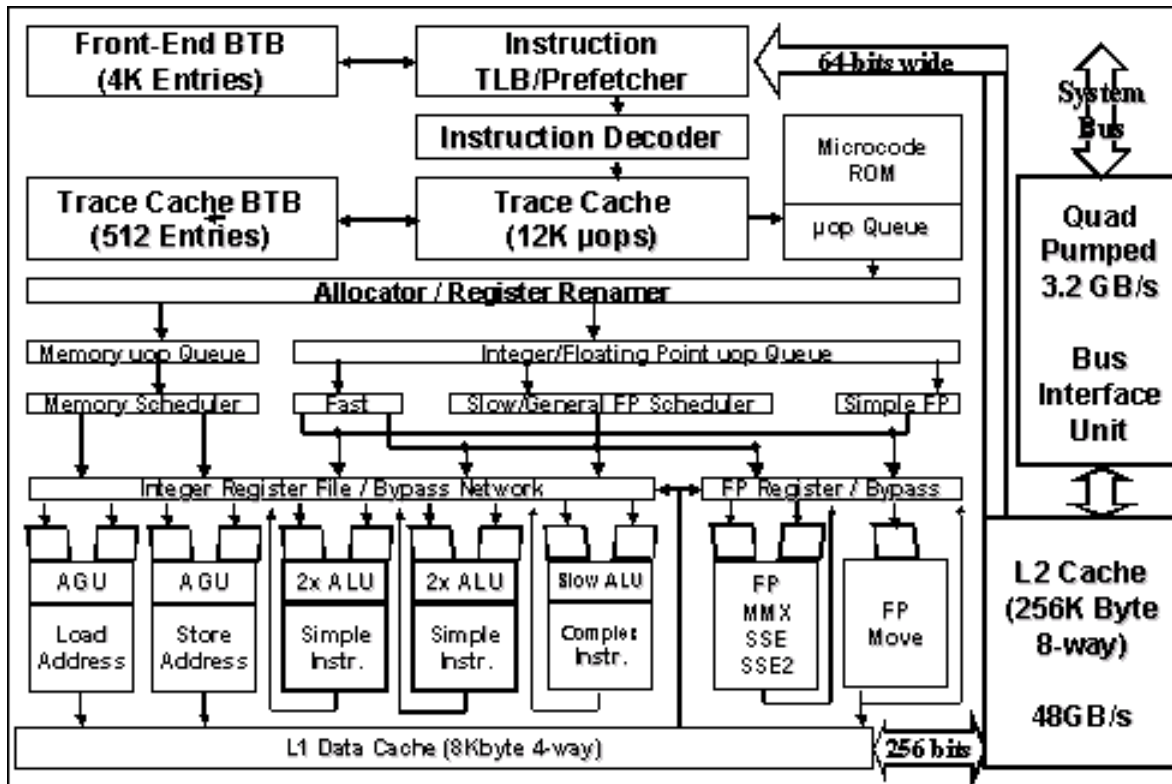 Front-End BTB
(4K Entries)
Instruction
TLB/Prefetcher
64-bits wide
System
Bus
Instruction Decoder
Microcode
ROM
Trace Cache BTB
(512 Entries)
Trace Cache
(12K µops)
µop Queue
Quad
Pumped
3.2 GB/s
Bus
Interface
Unit
Allocator / Register Renamer
Memory uop Queue
Integer/Floating Point uop Queue
Memory Scheduler
Fast
Slow/General FP Scheduler
Simple FP
Integer Register File / Bypass Network
FP Register / Bypass
AGU
Load
Address
AGU
Store
Address
2x ALU
Simple
Instr.
2x ALU
Simple
Instr.
Slow ALU
Complex
Instr.
FP
MMX
SSE
SSE2
FP
Move
L2 Cache
(256K Byte
8-way)
48GB/s
L1 Data Cache (8Kbyte 4-way)
256 bits